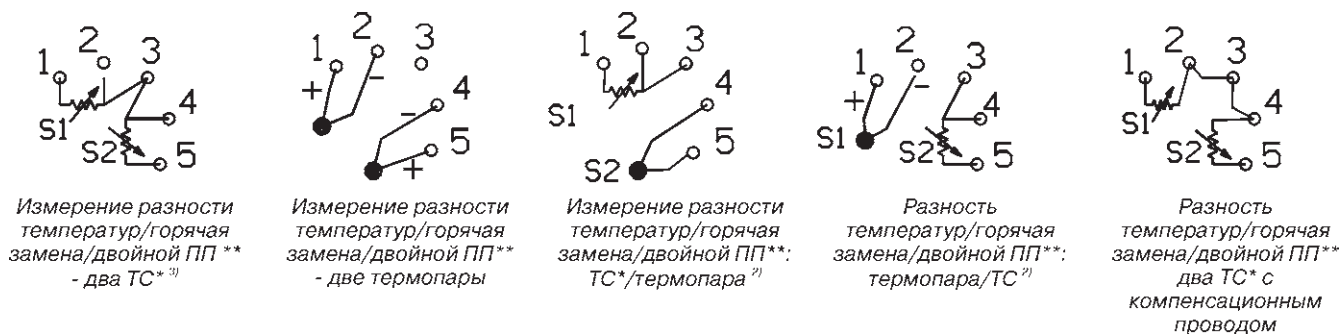 1 2 3 4 5 S1 S2
1 2 3 4 5 + - - +
1 2 3 4 5 S1 S2
1 2 3 4 5 + - S1 S2
1 2 3 4 5 S1 S2
Измерение разности
температур/горячая
замена/двойной ПП **
- два ТС* 3)
Измерение разности
температур/горячая
замена/двойной ПП**
- две термопары
Измерение разности
температур/горячая
замена/двойной ПП**:
ТС*/термопара 2)
Разность
температур/горячая
замена/двойной ПП**:
термопара/ТС 2)
Разность
температур/горячая
замена/двойной ПП**
два ТС* с
компенсационным
проводом